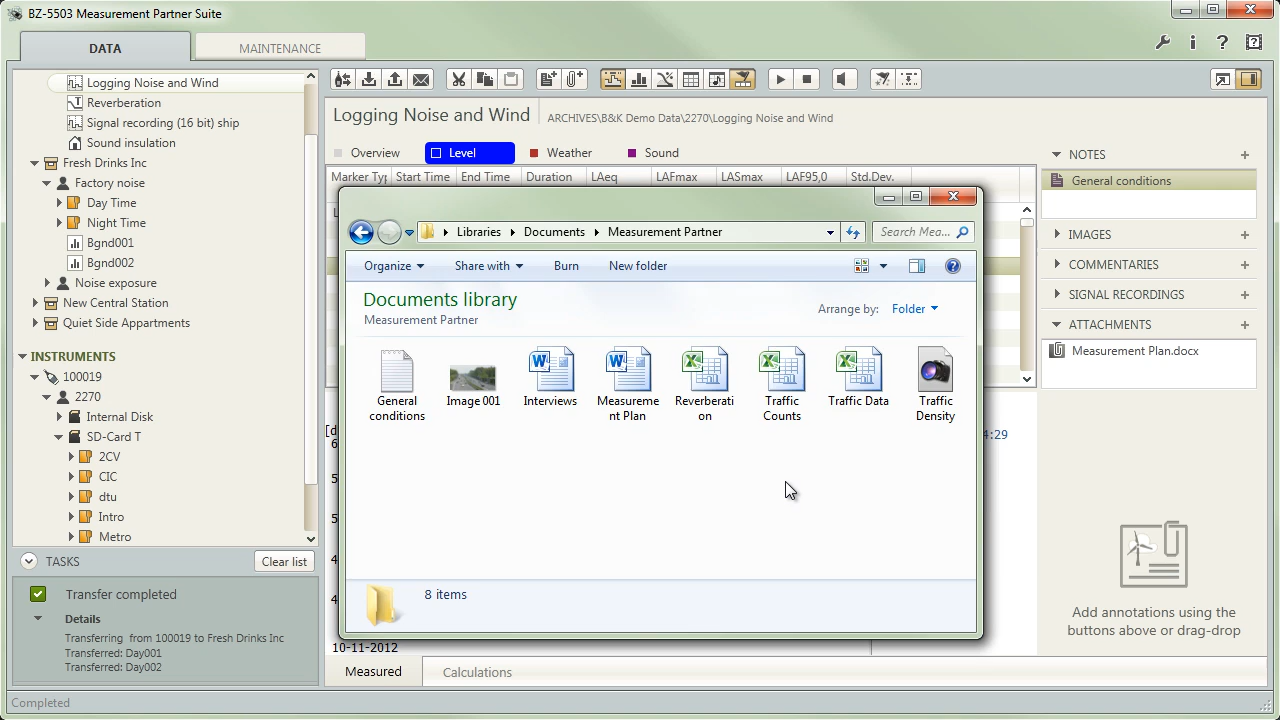 BZ-5503 Measurement Partner Suite
DATA
MAINTENANCE
Logging Noise and Wind
Reverberation
Signal recording (16 bit) ship
Sound insulation
Fresh Drinks Inc
Factory noise
Day Time
Night Time
Bgnd001
Bgnd002
Noise exposure
New Central Station
Quiet Side Appartments
INSTRUMENTS
100019
2270
Internal Disk
SD-Card T
2CV
CIC
dtu
Intro
Metro
TASKS
Clear list
Transfer completed
Details
Transferring from 100019 to Fresh Drinks Inc
Transferred: Day001
Transferred: Day002
Completed
Logging Noise and Wind
ARCHIVES\B&K Demo Data\2270\Logging Noise and Wind
Overview
Level
Weather
Sound
Marker Typ Start Time End Time Duration LAeq LAFmax LASmax LAF95,0 Std.Dev.
Libraries Documents Measurement Partner
Search Mea...
Organize Share with Burn New folder
Documents library
Measurement Partner
Arrange by: Folder
General conditions
Image 001
Interviews
Measureme
nt Plan
Reverberati
on
Traffic
Counts
Traffic Data
Traffic
Density
8 items
[d
4:29
10-11-2012
Measured
Calculations
NOTES
General conditions
IMAGES
COMMENTARIES
SIGNAL RECORDINGS
ATTACHMENTS
Measurement Plan.docx
Add annotations using the
buttons above or drag-drop